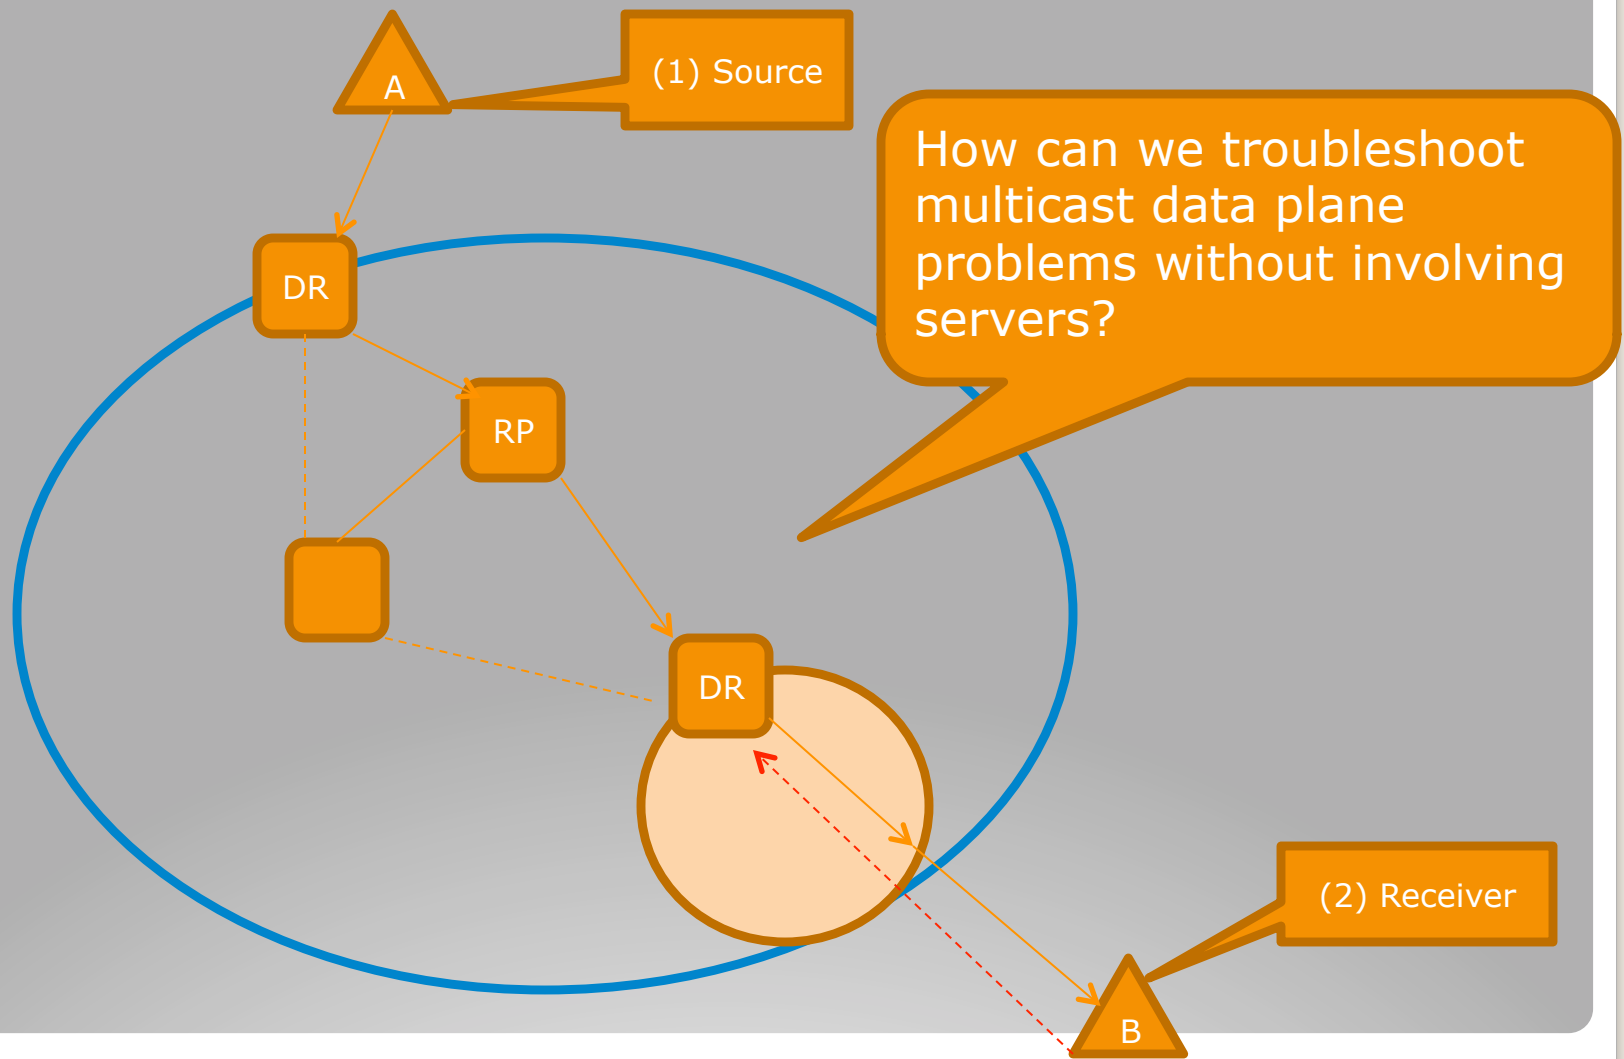 A
(1) Source
How can we troubleshoot
multicast data plane
problems without involving
servers?
DR
RP
DR
(2) Receiver
B